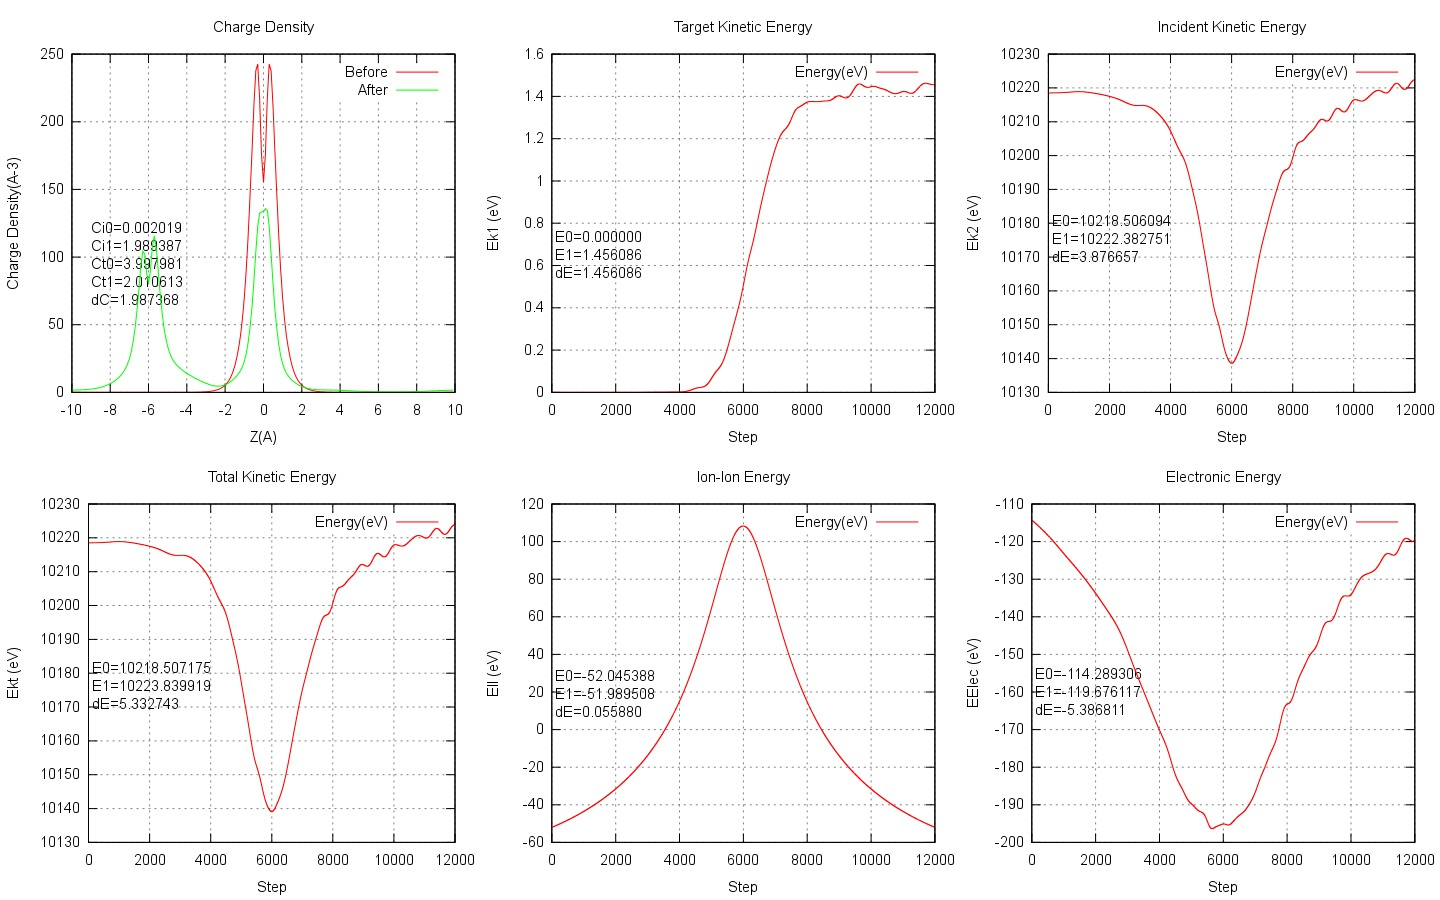 Charge Density
250
200
150
100
50
0
-10 -8 -6 -4 -2 0 2 4 6 8 10
Charge Density(A-3)
Z(A)
Before
After
Ci0=0.002019
Ci1=1.989387
Ct0=3.997981
Ct1=2.010613
dC=1.987368
Target Kinetic Energy
1.6
1.4
1.2
1
0.8
0.6
0.4
0.2
0
0 2000 4000 6000 8000 10000 12000
Ek1 (eV)
Step
Energy(eV)
E0=0.000000
E1=1.456086
dE=1.456086
Incident Kinetic Energy
10230
10220
10210
10200
10190
10180
10170
10160
10150
10140
10130
0 2000 4000 6000 8000 10000 12000
Ek2 (eV)
Step
Energy(eV)
E0=10218.506094
E1=10222.382751
dE=3.876657
Total Kinetic Energy
10230
10220
10210
10200
10190
10180
10170
10160
10150
10140
10130
0 2000 4000 6000 8000 10000 12000
Ekt (eV)
Step
Energy(eV)
E0=10218.507175
E1=10223.839919
dE=5.332743
Ion-Ion Energy
120
100
80
60
40
20
0
-20
-40
-60
0 2000 4000 6000 8000 10000 12000
EII (eV)
Step
Energy(eV)
E0=-52.045388
E1=-51.989508
dE=0.055880
Electronic Energy
-110
-120
-130
-140
-150
-160
-170
-180
-190
-200
0 2000 4000 6000 8000 10000 12000
EElec (eV)
Step
Energy(eV)
E0=-114.289306
E1=-119.676117
dE=-5.386811